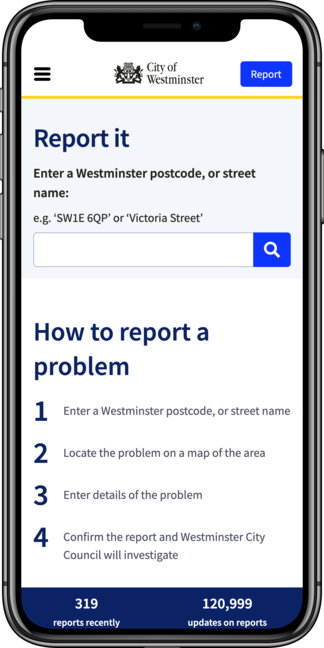 City of
Westminster
Report
Report it
Enter a Westminster postcode, or street
name:
e.g. ‘SW1E 6QP’ or ‘Victoria Street’
How to report a
problem
1 Enter a Westminster postcode, or street name
2 Locate the problem on a map of the area
3 Enter details of the problem
4 Confirm the report and Westminster City
Council will investigate
319 120,999
reports recently updates on reports